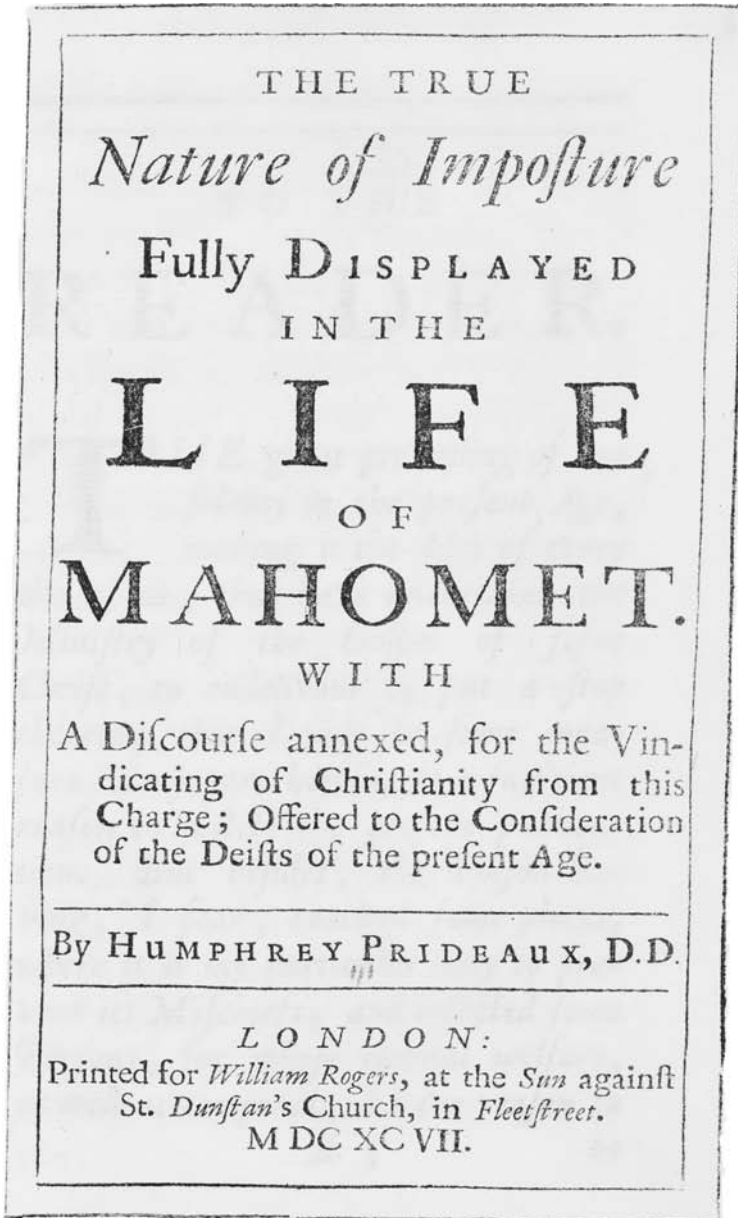 THE TRUE
Nature of Impoſture
Fully DISPLAYED
IN THE
LIFE
OF
MAHOMET.
WITH
A Diſcourſe annexed, for the Vin-
dicating of Chriſtianity from this
Charge; Offered to the Conſideration
of the Deiſts of the preſent Age.
By HUMPHREY PRIDEAUX, D.D.
LONDON:
Printed for William Rogers, at the Sun againſt
St. Dunſtan's Church, in Fleetſtreet.
M DC XC VII.